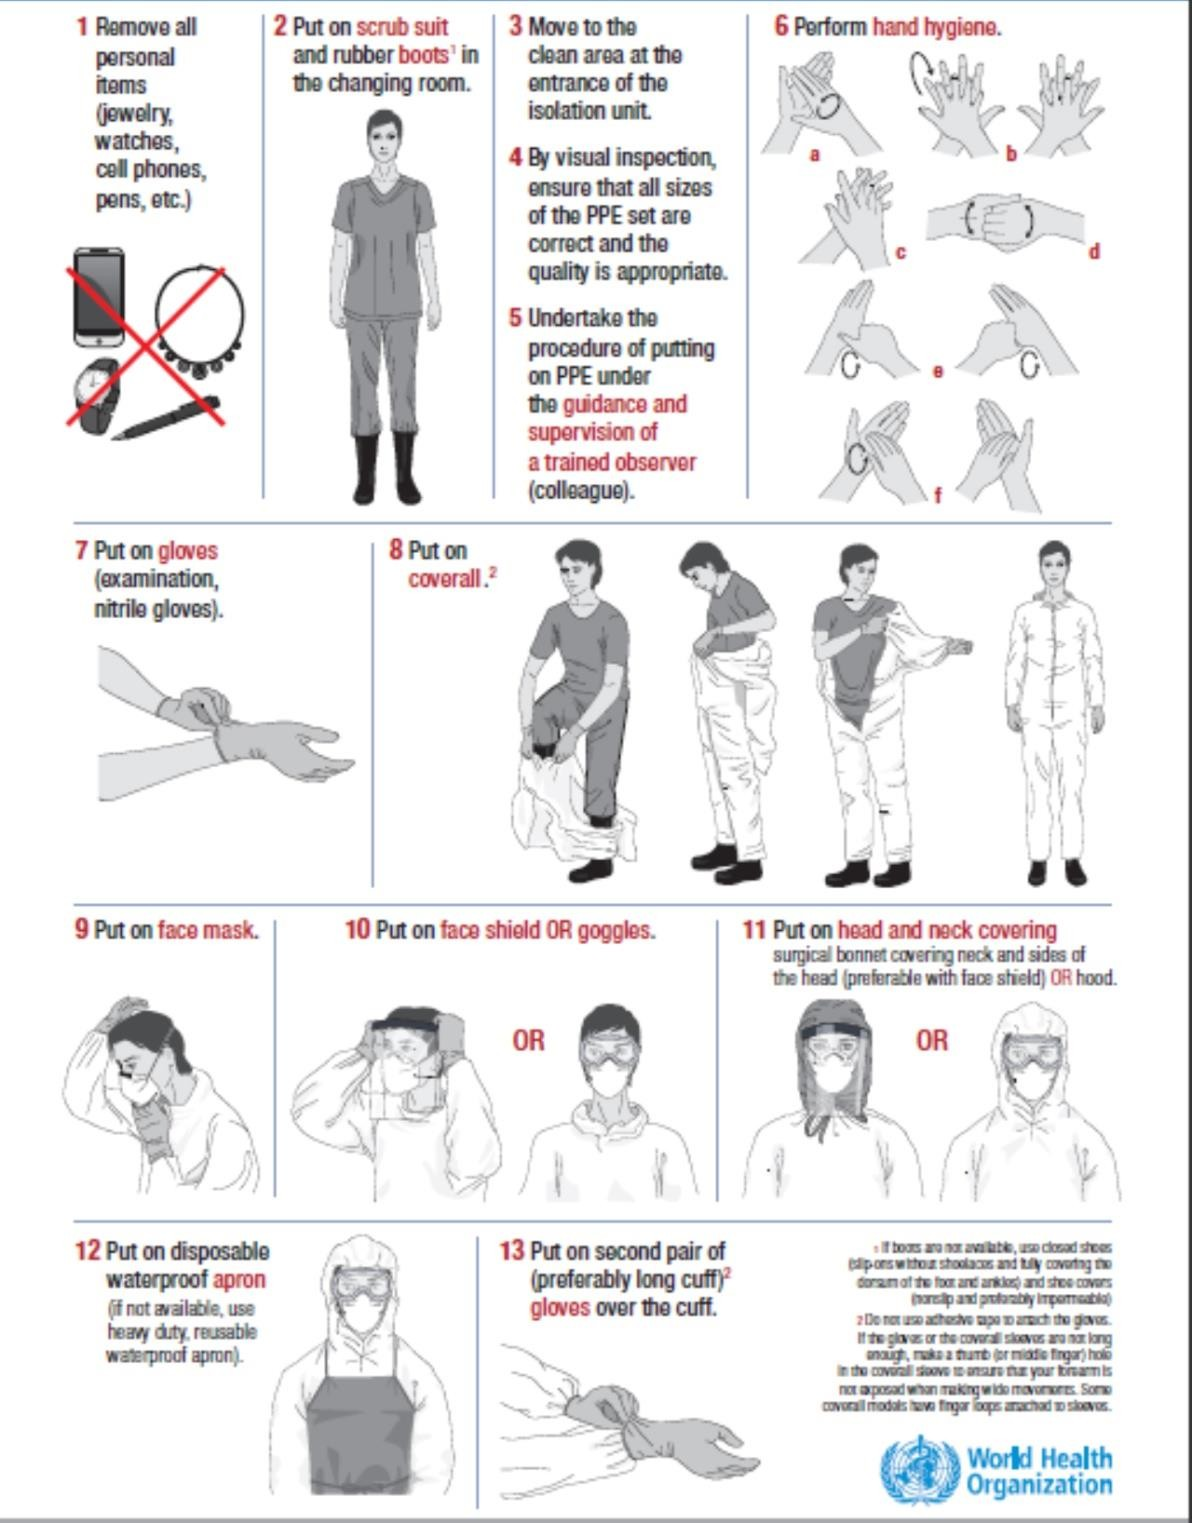 1 Remove all
personal
items
(jewelry,
watches,
cell phones,
pens, etc.)
2 Put on scrub suit
and rubber boots¹ in
the changing room.
3 Move to the
clean area at the
entrance of the
isolation unit.
4 By visual inspection,
ensure that all sizes
of the PPE set are
correct and the
quality is appropriate.
5 Undertake the
procedure of putting
on PPE under
the guidance and
supervision of
a trained observer
(colleague).
6 Perform hand hygiene.
a
b
c
d
e
f
7 Put on gloves
(examination,
nitrile gloves).
8 Put on
coverall.²
9 Put on face mask.
10 Put on face shield OR goggles.
OR
11 Put on head and neck covering
surgical bonnet covering neck and sides of
the head (preferable with face shield) OR hood.
OR
12 Put on disposable
waterproof apron
(if not available, use
heavy duty, reusable
waterproof apron).
13 Put on second pair of
(preferably long cuff)²
gloves over the cuff.
1 If boots are not available, use closed shoes
(slip-ons without shoelaces and fully covering the
dorsum of the foot and ankles) and shoe covers
(nonslip and preferably impermeable)
2 Do not use adhesive tape to attach the gloves.
If the gloves or the coverall sleeves are not long
enough, make a thumb (or middle finger) hole
in the coverall sleeve to ensure that your forearm is
not exposed when making wide movements. Some
coverall models have finger loops attached to sleeves.
World Health
Organization